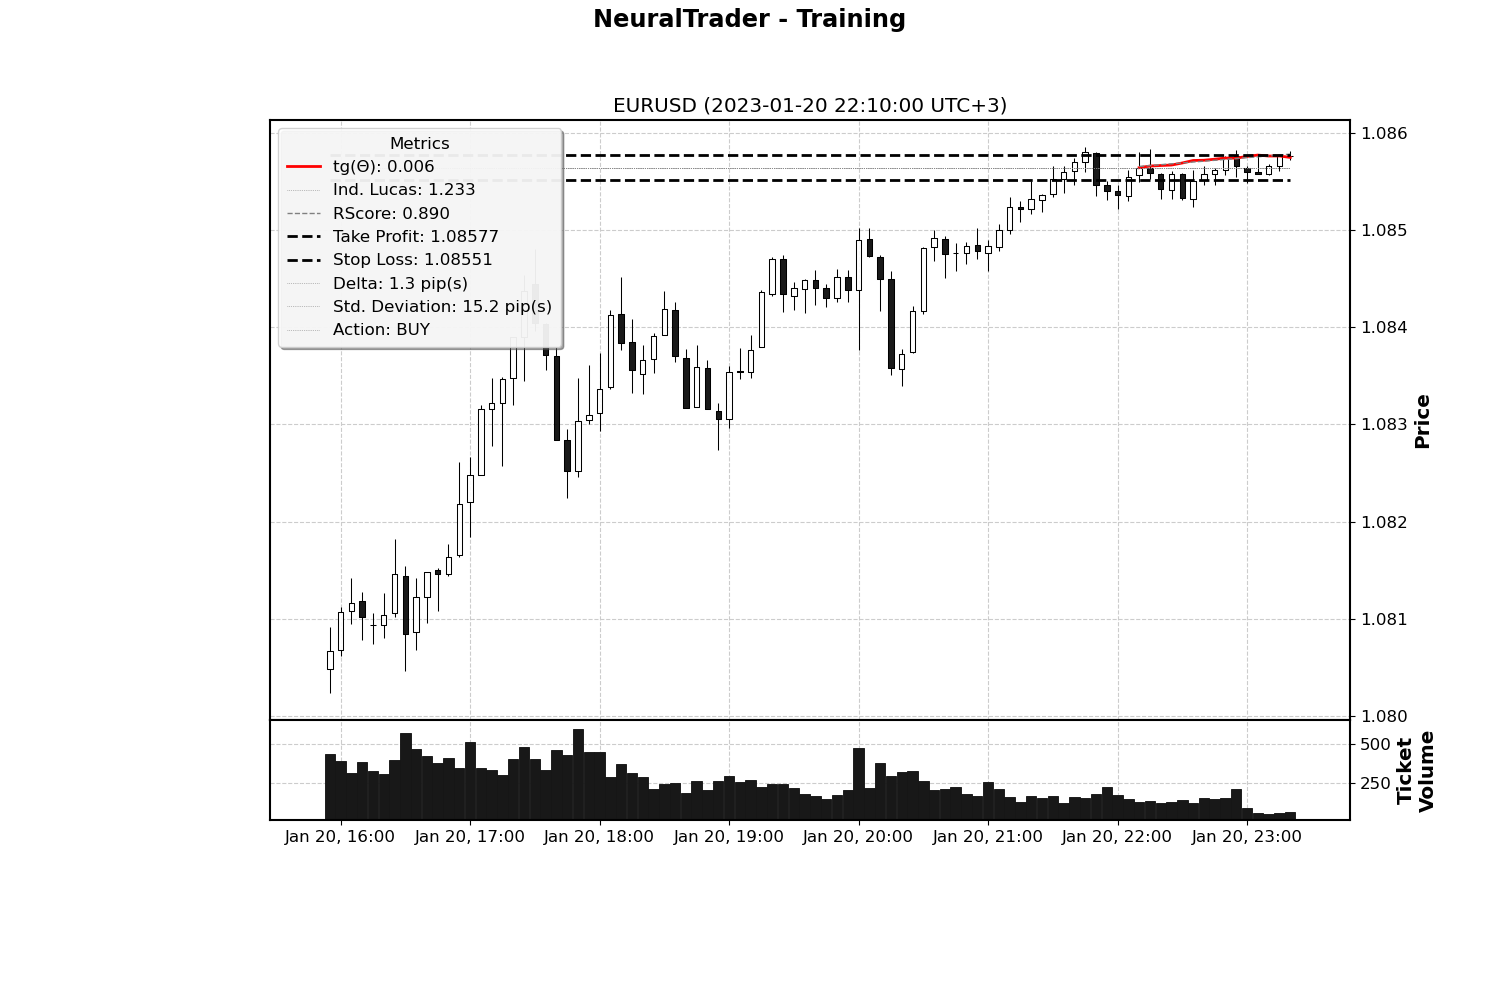 NeuralTrader - Training
EURUSD (2023-01-20 22:10:00 UTC+3)
Metrics
tg(Θ): 0.006
Ind. Lucas: 1.233
RScore: 0.890
Take Profit: 1.08577
Stop Loss: 1.08551
Delta: 1.3 pip(s)
Std. Deviation: 15.2 pip(s)
Action: BUY
1.086
1.085
1.084
1.083
1.082
1.081
1.080
Price
500
250
Ticket
Volume
Jan 20, 16:00
Jan 20, 17:00
Jan 20, 18:00
Jan 20, 19:00
Jan 20, 20:00
Jan 20, 21:00
Jan 20, 22:00
Jan 20, 23:00